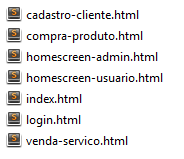 cadastro-cliente.html
compra-produto.html
homescreen-admin.html
homescreen-usuario.html
index.html
login.html
venda-servico.html